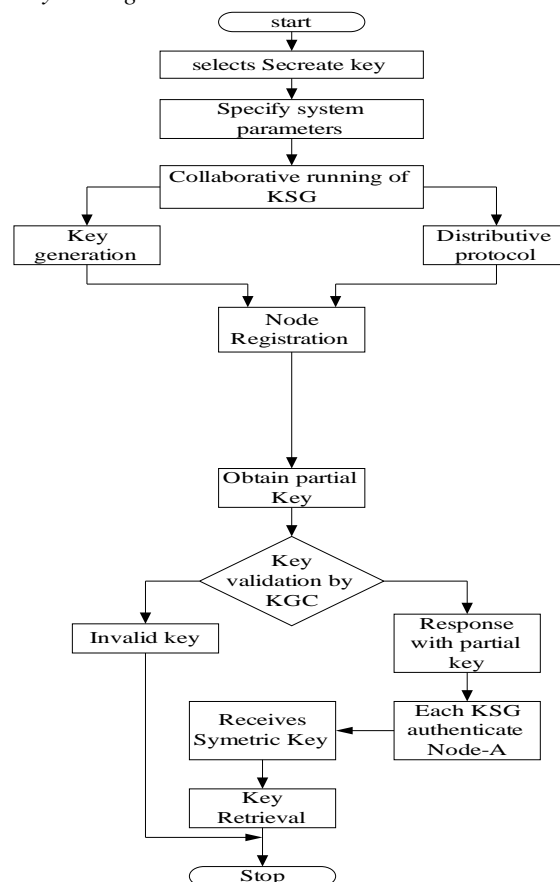 start
selects Secreate key
Specify system
parameters
Collaborative running of
KSG
Key
generation
Distributive
protocol
Node
Registration
Obtain partial
Key
Key
validation by
KGC
Invalid key
Response
with partial
key
Receives
Symetric Key
Each KSG
authenticate
Node-A
Key
Retrieval
Stop